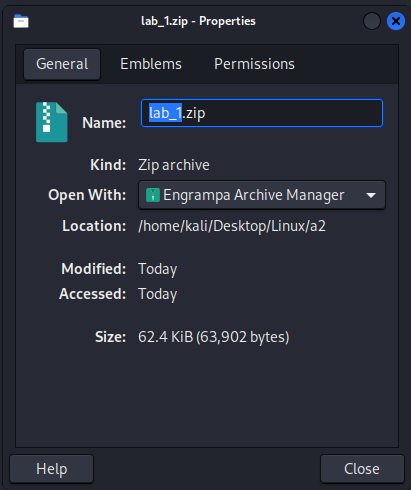 lab_1.zip - Properties
General Emblems Permissions
Name: lab_1.zip
Kind: Zip archive
Open With: Engrampa Archive Manager
Location: /home/kali/Desktop/Linux/a2
Modified: Today
Accessed: Today
Size: 62.4 KiB (63,902 bytes)
Help Close